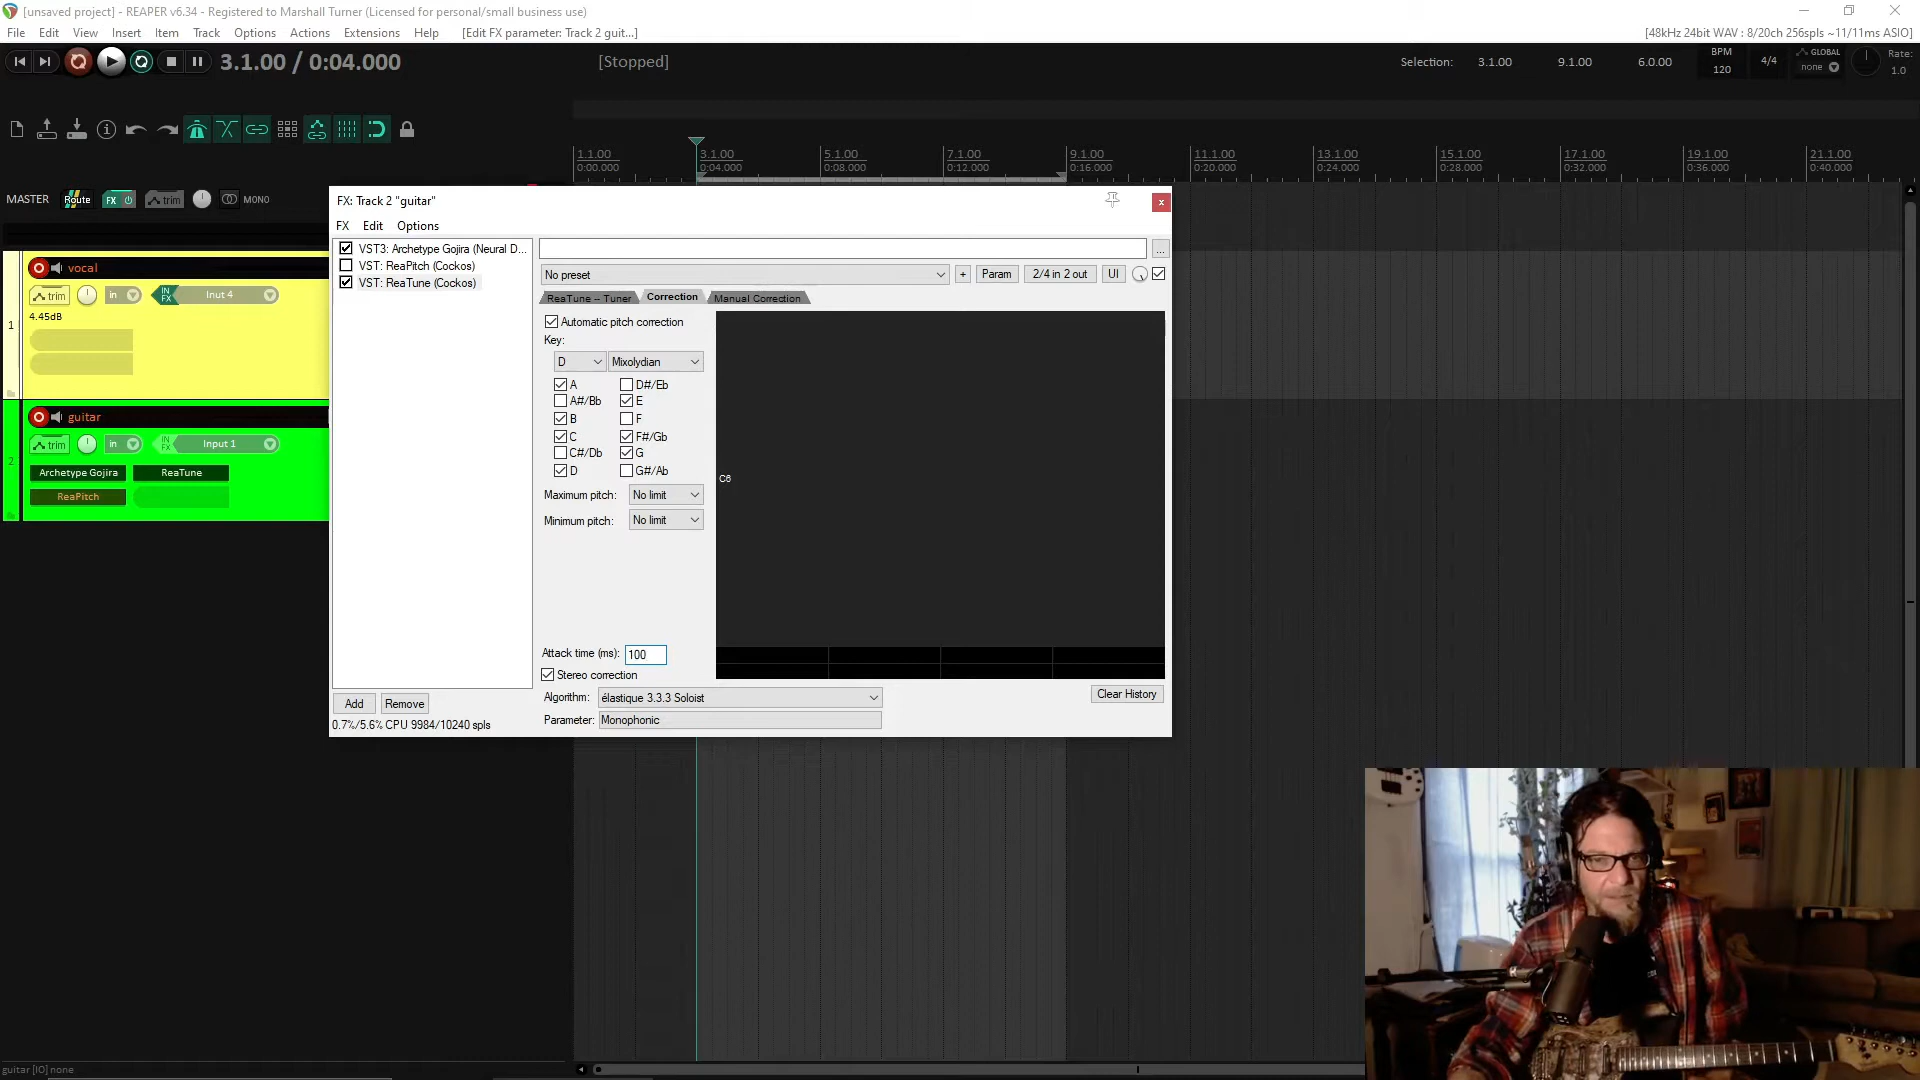 [unsaved project] - REAPER v6.34 - Registered to Marshall Turner (Licensed for personal/small business use)
File Edit View Insert Item Track Options Actions Extensions Help [Edit FX parameter: Track 2 guit...] [48kHz 24bit WAV : 8/20ch 256spls ~11/11ms ASIO]
3.1.00 / 0:04.000 [Stopped] Selection: 3.1.00 9.1.00 6.0.00 BPM 120 4/4 GLOBAL none Rate: 1.0
1.1.00 3.1.00 5.1.00 7.1.00 9.1.00 11.1.00 13.1.00 15.1.00 17.1.00 19.1.00 21.1.00
0:00.000 0:04.000 0:08.000 0:12.000 0:16.000 0:20.000 0:24.000 0:28.000 0:32.000 0:36.000 0:40.000
MASTER Route FX trim MONO
1
vocal
trim in IN FX Inut 4
4.45dB
2
guitar
trim in IN FX Input 1
Archetype Gojira ReaTune
ReaPitch
FX: Track 2 "guitar" x
FX Edit Options
VST3: Archetype Gojira (Neural D...
VST: ReaPitch (Cockos)
VST: ReaTune (Cockos)
...
No preset + Param 2/4 in 2 out UI
ReaTune -- Tuner Correction Manual Correction
Automatic pitch correction
Key:
D Mixolydian
A D#/Eb
A#/Bb E
B F
C F#/Gb
C#/Db G
D G#/Ab
C6
Maximum pitch: No limit
Minimum pitch: No limit
Attack time (ms): 100
Stereo correction
Algorithm: élastique 3.3.3 Soloist
Clear History
Parameter: Monophonic
Add Remove
0.7%/5.6% CPU 9984/10240 spls
guitar [IO] none